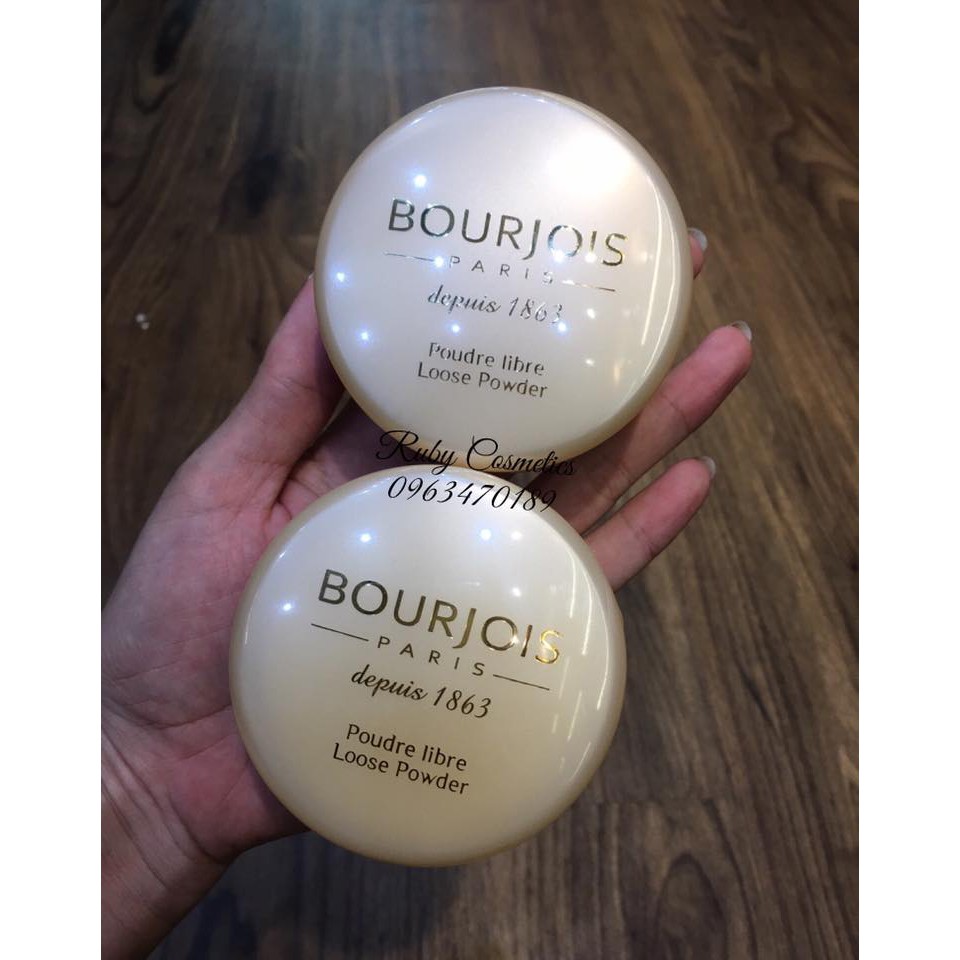 BOURJOIS
PARIS
depuis 1863
Poudre libre
Loose Powder
Ruby Cosmetics
0963470189
BOURJOIS
PARIS
depuis 1863
Poudre libre
Loose Powder